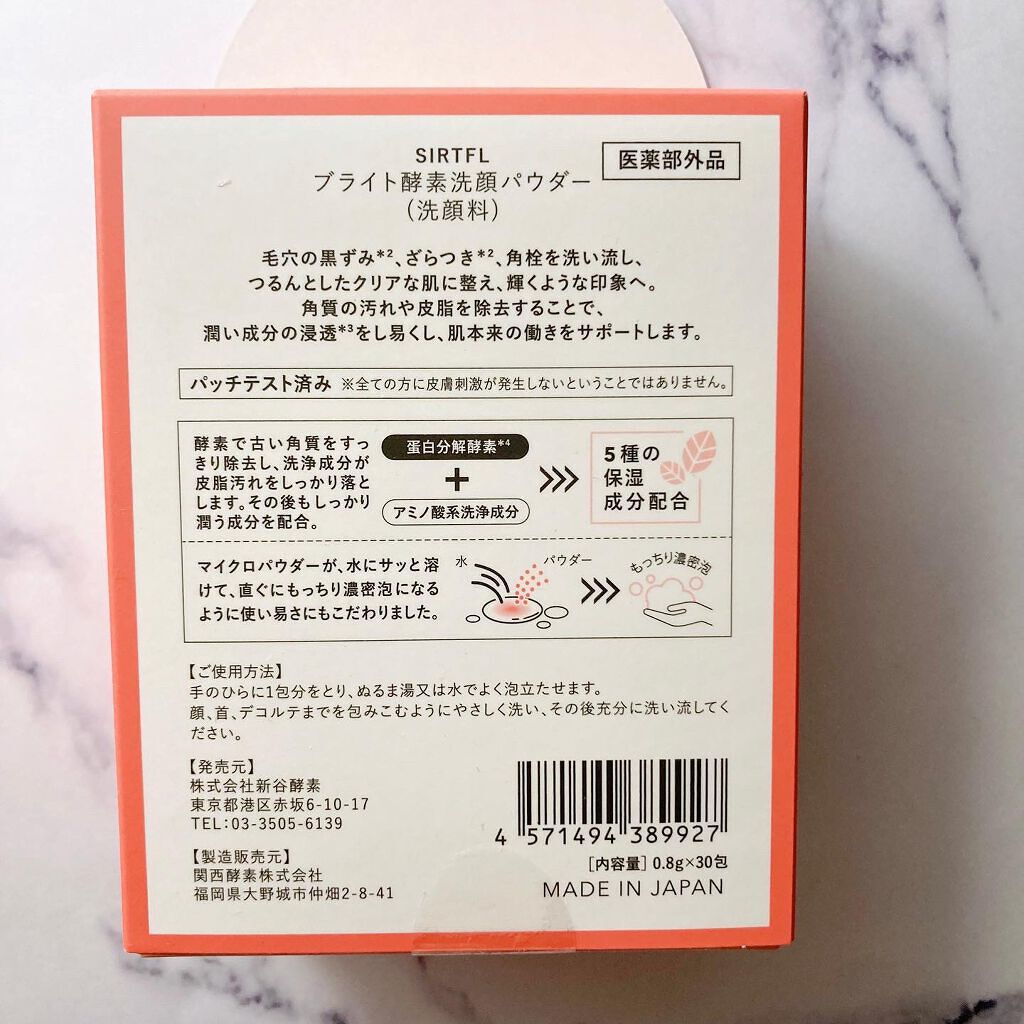 SIRTFL
医薬部外品
ブライト酵素洗顔パウダー
(洗顔料)
毛穴の黒ずみ*2、ざらつき*2、角栓を洗い流し、
つるんとしたクリアな肌に整え、輝くような印象へ。
角質の汚れや皮脂を除去することで、
潤い成分の浸透*3をし易くし、肌本来の働きをサポートします。
パッチテスト済み ※全ての方に皮膚刺激が発生しないということではありません。
酵素で古い角質をすっ
きり除去し、洗浄成分が
皮脂汚れをしっかり落と
します。その後もしっかり
潤う成分を配合。
蛋白分解酵素*4
+
アミノ酸系洗浄成分
5種の
保湿
成分配合
マイクロパウダーが、水にサッと溶
けて、直ぐにもっちり濃密泡になる
ように使い易さにもこだわりました。
水
パウダー
もっちり濃密泡
【ご使用方法】
手のひらに1包分をとり、ぬるま湯又は水でよく泡立たせます。
顔、首、デコルテまでを包みこむようにやさしく洗い、その後充分に洗い流してく
ださい。
【発売元】
株式会社新谷酵素
東京都港区赤坂6-10-17
TEL:03-3505-6139
【製造販売元】
関西酵素株式会社
福岡県大野城市仲畑2-8-41
4 571494 389927
[内容量] 0.8g×30包
MADE IN JAPAN